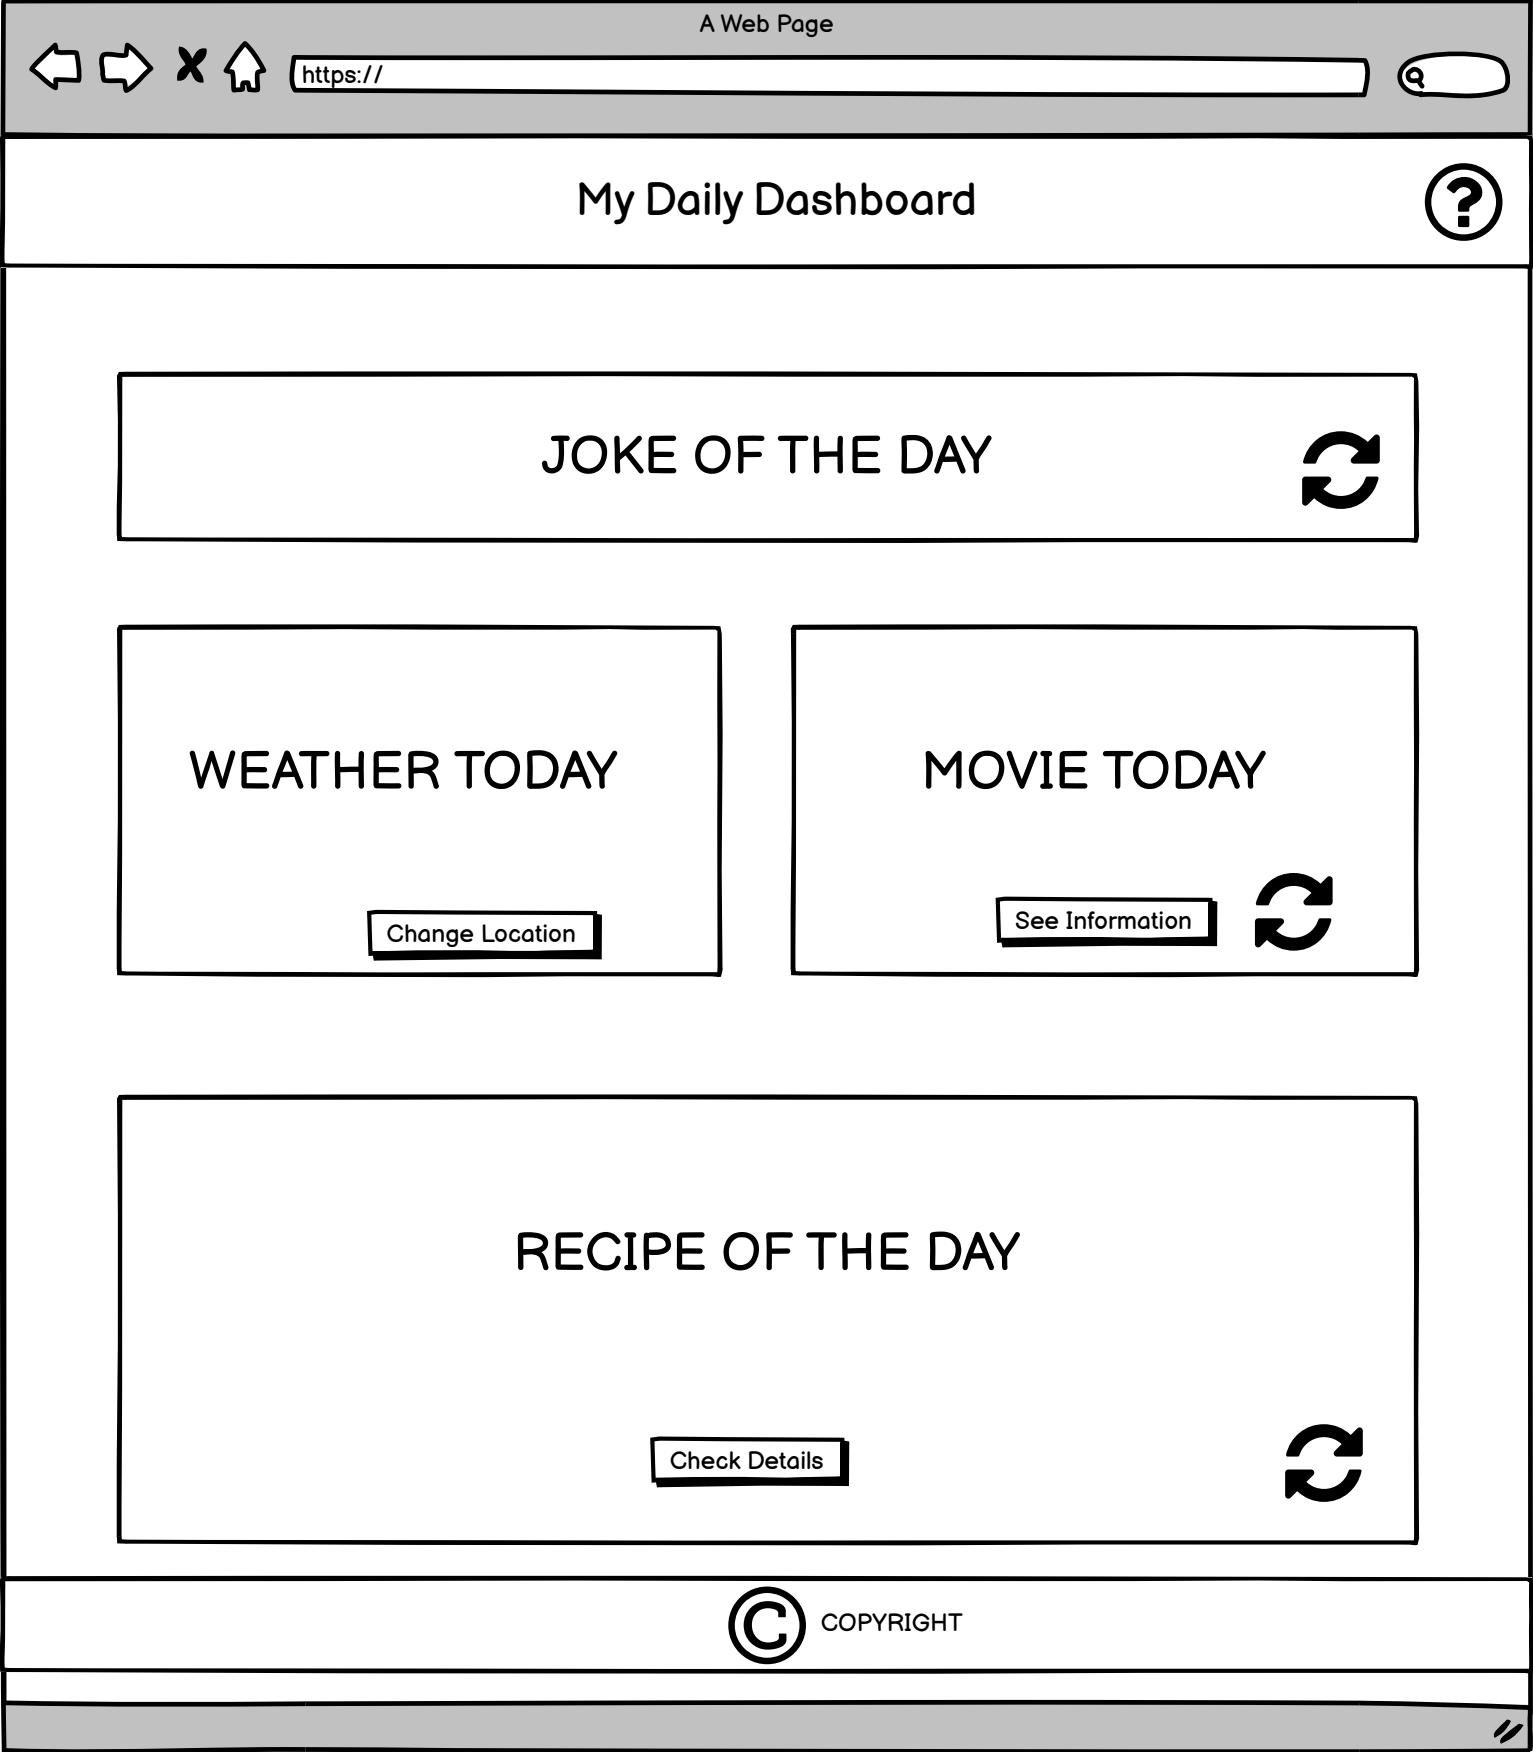 A Web Page
https://
My Daily Dashboard
?
JOKE OF THE DAY
WEATHER TODAY
MOVIE TODAY
Change Location
See Information
RECIPE OF THE DAY
Check Details
© COPYRIGHT